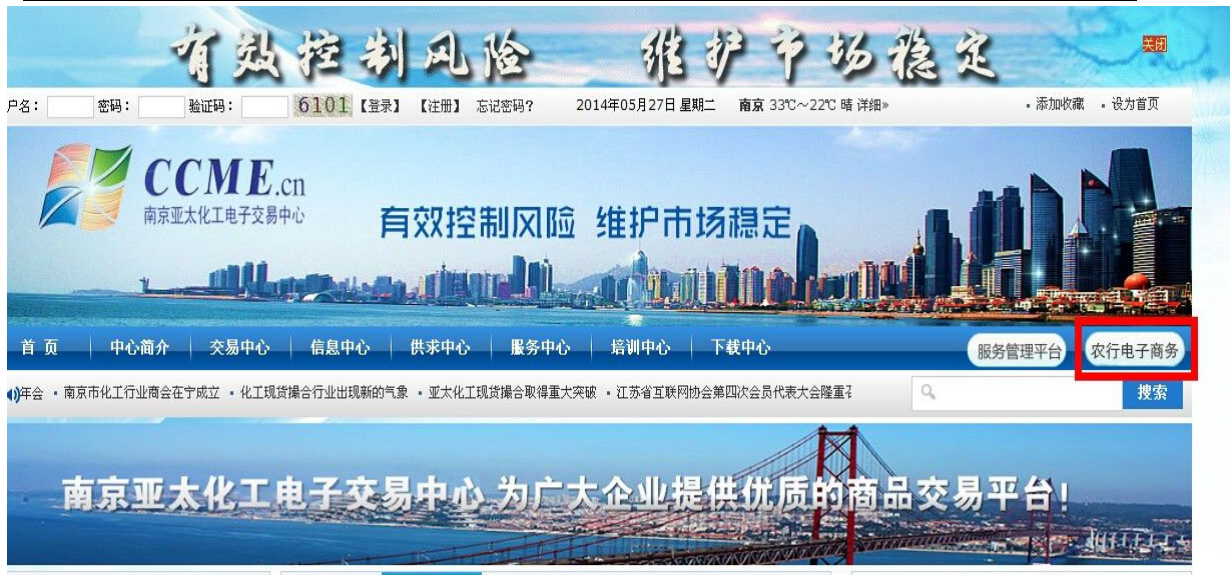 有效控制风险 维护市场稳定
关闭
户名： 密码： 验证码： 6101 【登录】 【注册】 忘记密码? 2014年05月27日 星期二 南京 33℃～22℃ 晴 详细» ▪ 添加收藏 ▪ 设为首页
CCME.cn
南京亚太化工电子交易中心
有效控制风险 维护市场稳定
首 页 中心简介 交易中心 信息中心 供求中心 服务中心 培训中心 下载中心 服务管理平台 农行电子商务
年会 ▪ 南京市化工行业商会在宁成立 ▪ 化工现货撮合行业出现新的气象 ▪ 亚太化工现货撮合取得重大突破 ▪ 江苏省互联网协会第四次会员代表大会隆重 搜索
南京亚太化工电子交易中心 为广大企业提供优质的商品交易平台！